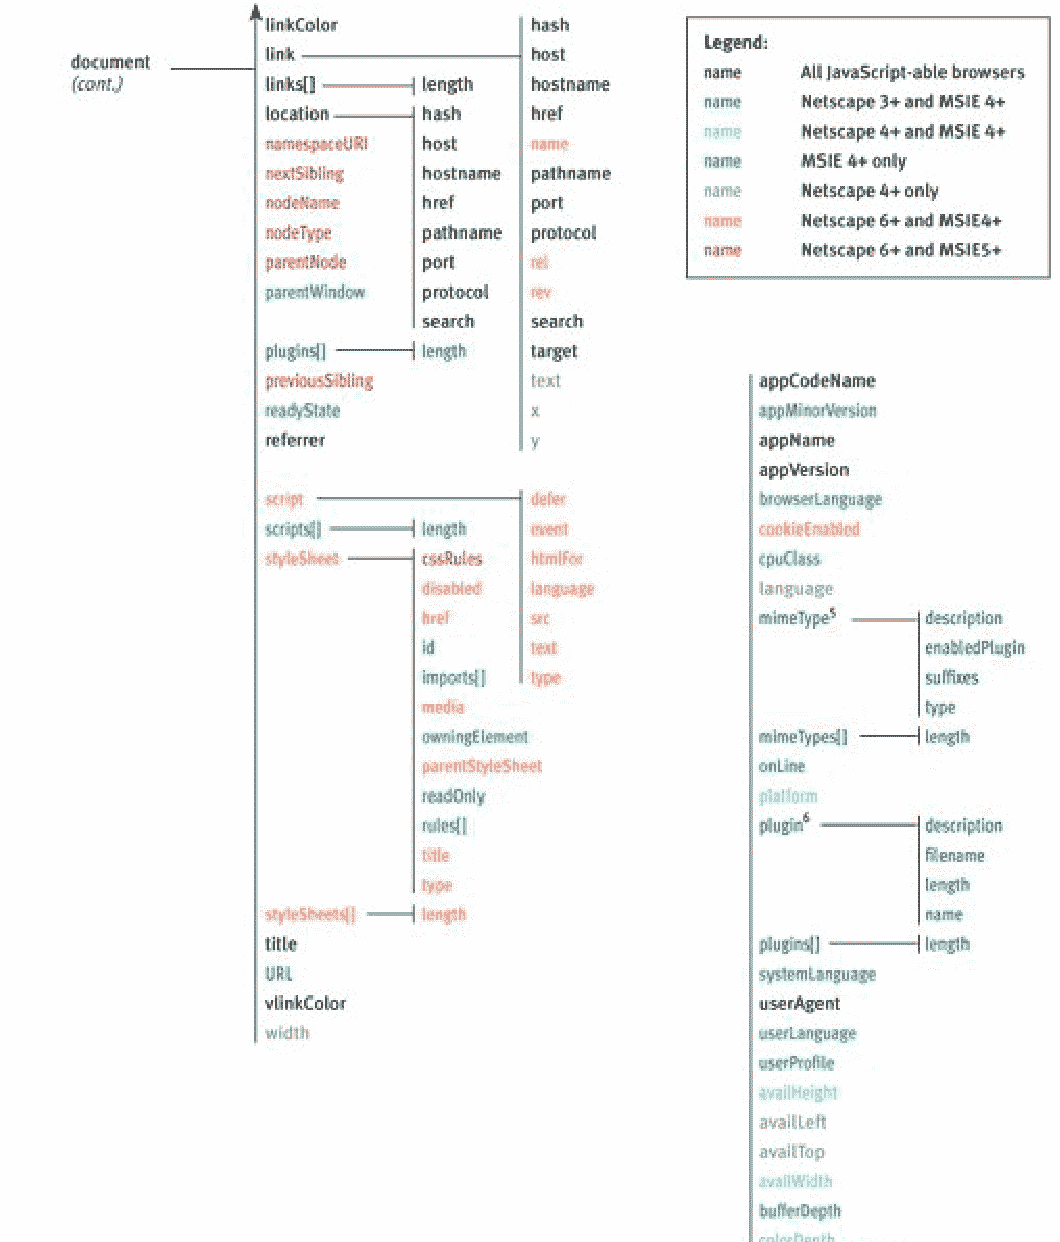 document
(cont.)
linkColor
link
links[]
location
namespaceURI
nextSibling
nodeName
nodeType
parentNode
parentWindow
plugins[]
previousSibling
readyState
referrer
script
scripts[]
styleSheet
styleSheets[]
title
URL
vlinkColor
width
length
hash
host
hostname
href
pathname
port
protocol
search
length
length
cssRules
disabled
href
id
imports[]
media
owningElement
parentStyleSheet
readOnly
rules[]
title
type
length
hash
host
hostname
href
name
pathname
port
protocol
rel
rev
search
target
text
x
y
defer
event
htmlFor
language
src
text
type
Legend:
name All JavaScript-able browsers
name Netscape 3+ and MSIE 4+
name Netscape 4+ and MSIE 4+
name MSIE 4+ only
name Netscape 4+ only
name Netscape 6+ and MSIE4+
name Netscape 6+ and MSIE5+
appCodeName
appMinorVersion
appName
appVersion
browserLanguage
cookieEnabled
cpuClass
language
mimeType5
mimeTypes[]
onLine
platform
plugin6
plugins[]
systemLanguage
userAgent
userLanguage
userProfile
availHeight
availLeft
availTop
availWidth
bufferDepth
colorDepth
description
enabledPlugin
suffixes
type
length
description
filename
length
name
length